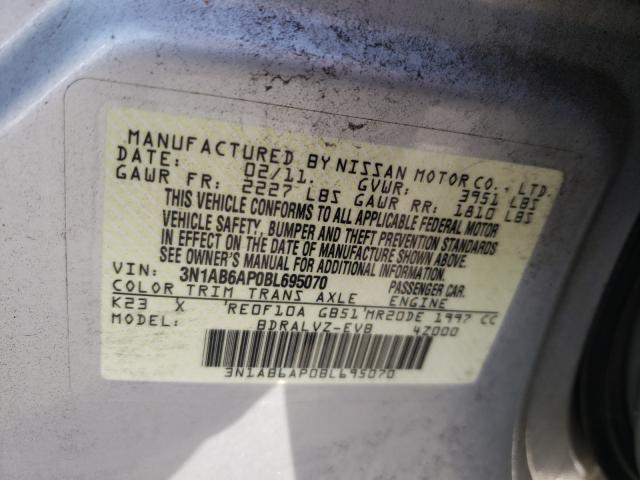 MANUFACTURED BY NISSAN MOTOR CO., LTD.
DATE: 02/11. GVWR: 3951 LBS
GAWR FR: 2227 LBS GAWR RR: 1810 LBS
THIS VEHICLE CONFORMS TO ALL APPLICABLE FEDERAL MOTOR
VEHICLE SAFETY, BUMPER AND THEFT PREVENTION STANDARDS
IN EFFECT ON THE DATE OF MANUFACTURE SHOWN ABOVE.
SEE OWNER'S MANUAL FOR ADDITIONAL INFORMATION.
VIN: 3N1AB6AP0BL695070 PASSENGER CAR.
COLOR TRIM TRANS AXLE ENGINE
K23 X RE0F10A GB51 MR20DE 1997 CC
MODEL: BDRALVZ-EVB 4Z000
3N1AB6AP0BL695070